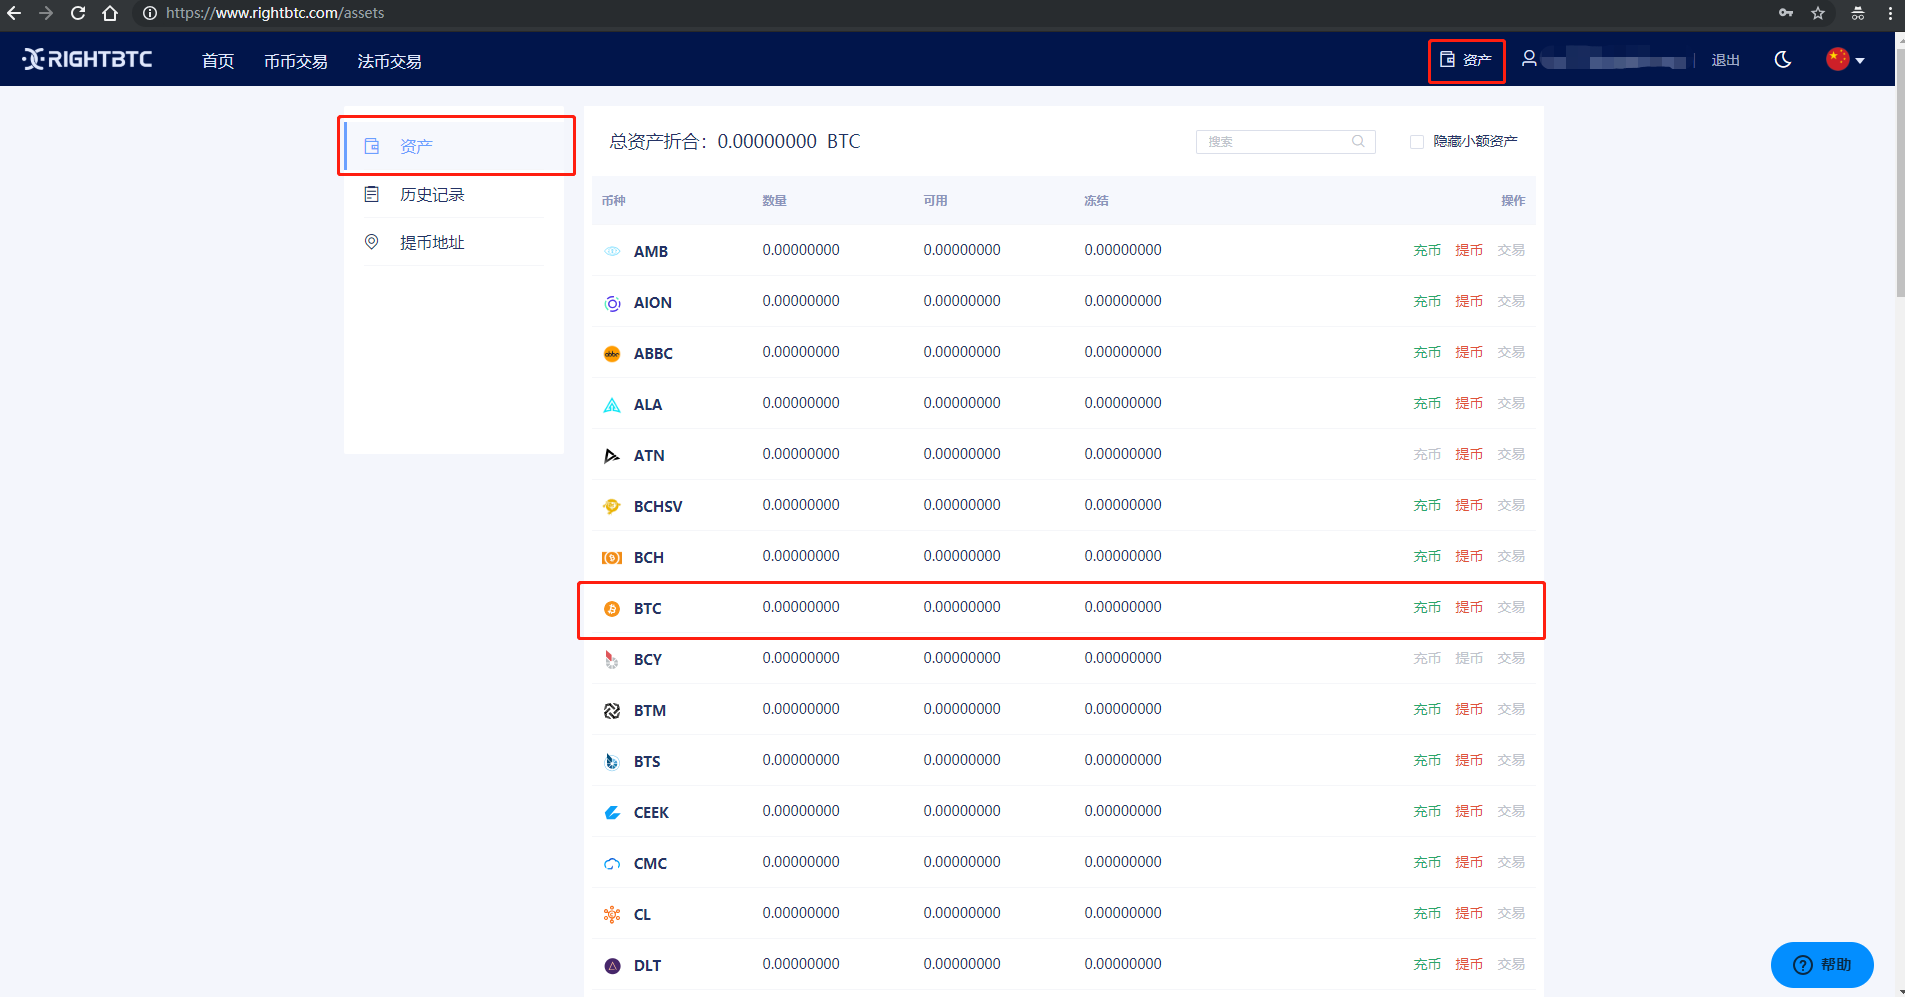 https://www.rightbtc.com/assets
RIGHTBTC 首页 币币交易 法币交易 资产 退出
资产
历史记录
提币地址
总资产折合：0.00000000 BTC 搜索 隐藏小额资产
币种 数量 可用 冻结 操作
AMB 0.00000000 0.00000000 0.00000000 充币 提币 交易
AION 0.00000000 0.00000000 0.00000000 充币 提币 交易
ABBC 0.00000000 0.00000000 0.00000000 充币 提币 交易
ALA 0.00000000 0.00000000 0.00000000 充币 提币 交易
ATN 0.00000000 0.00000000 0.00000000 充币 提币 交易
BCHSV 0.00000000 0.00000000 0.00000000 充币 提币 交易
BCH 0.00000000 0.00000000 0.00000000 充币 提币 交易
BTC 0.00000000 0.00000000 0.00000000 充币 提币 交易
BCY 0.00000000 0.00000000 0.00000000 充币 提币 交易
BTM 0.00000000 0.00000000 0.00000000 充币 提币 交易
BTS 0.00000000 0.00000000 0.00000000 充币 提币 交易
CEEK 0.00000000 0.00000000 0.00000000 充币 提币 交易
CMC 0.00000000 0.00000000 0.00000000 充币 提币 交易
CL 0.00000000 0.00000000 0.00000000 充币 提币 交易
DLT 0.00000000 0.00000000 0.00000000 充币 提币 交易
帮助